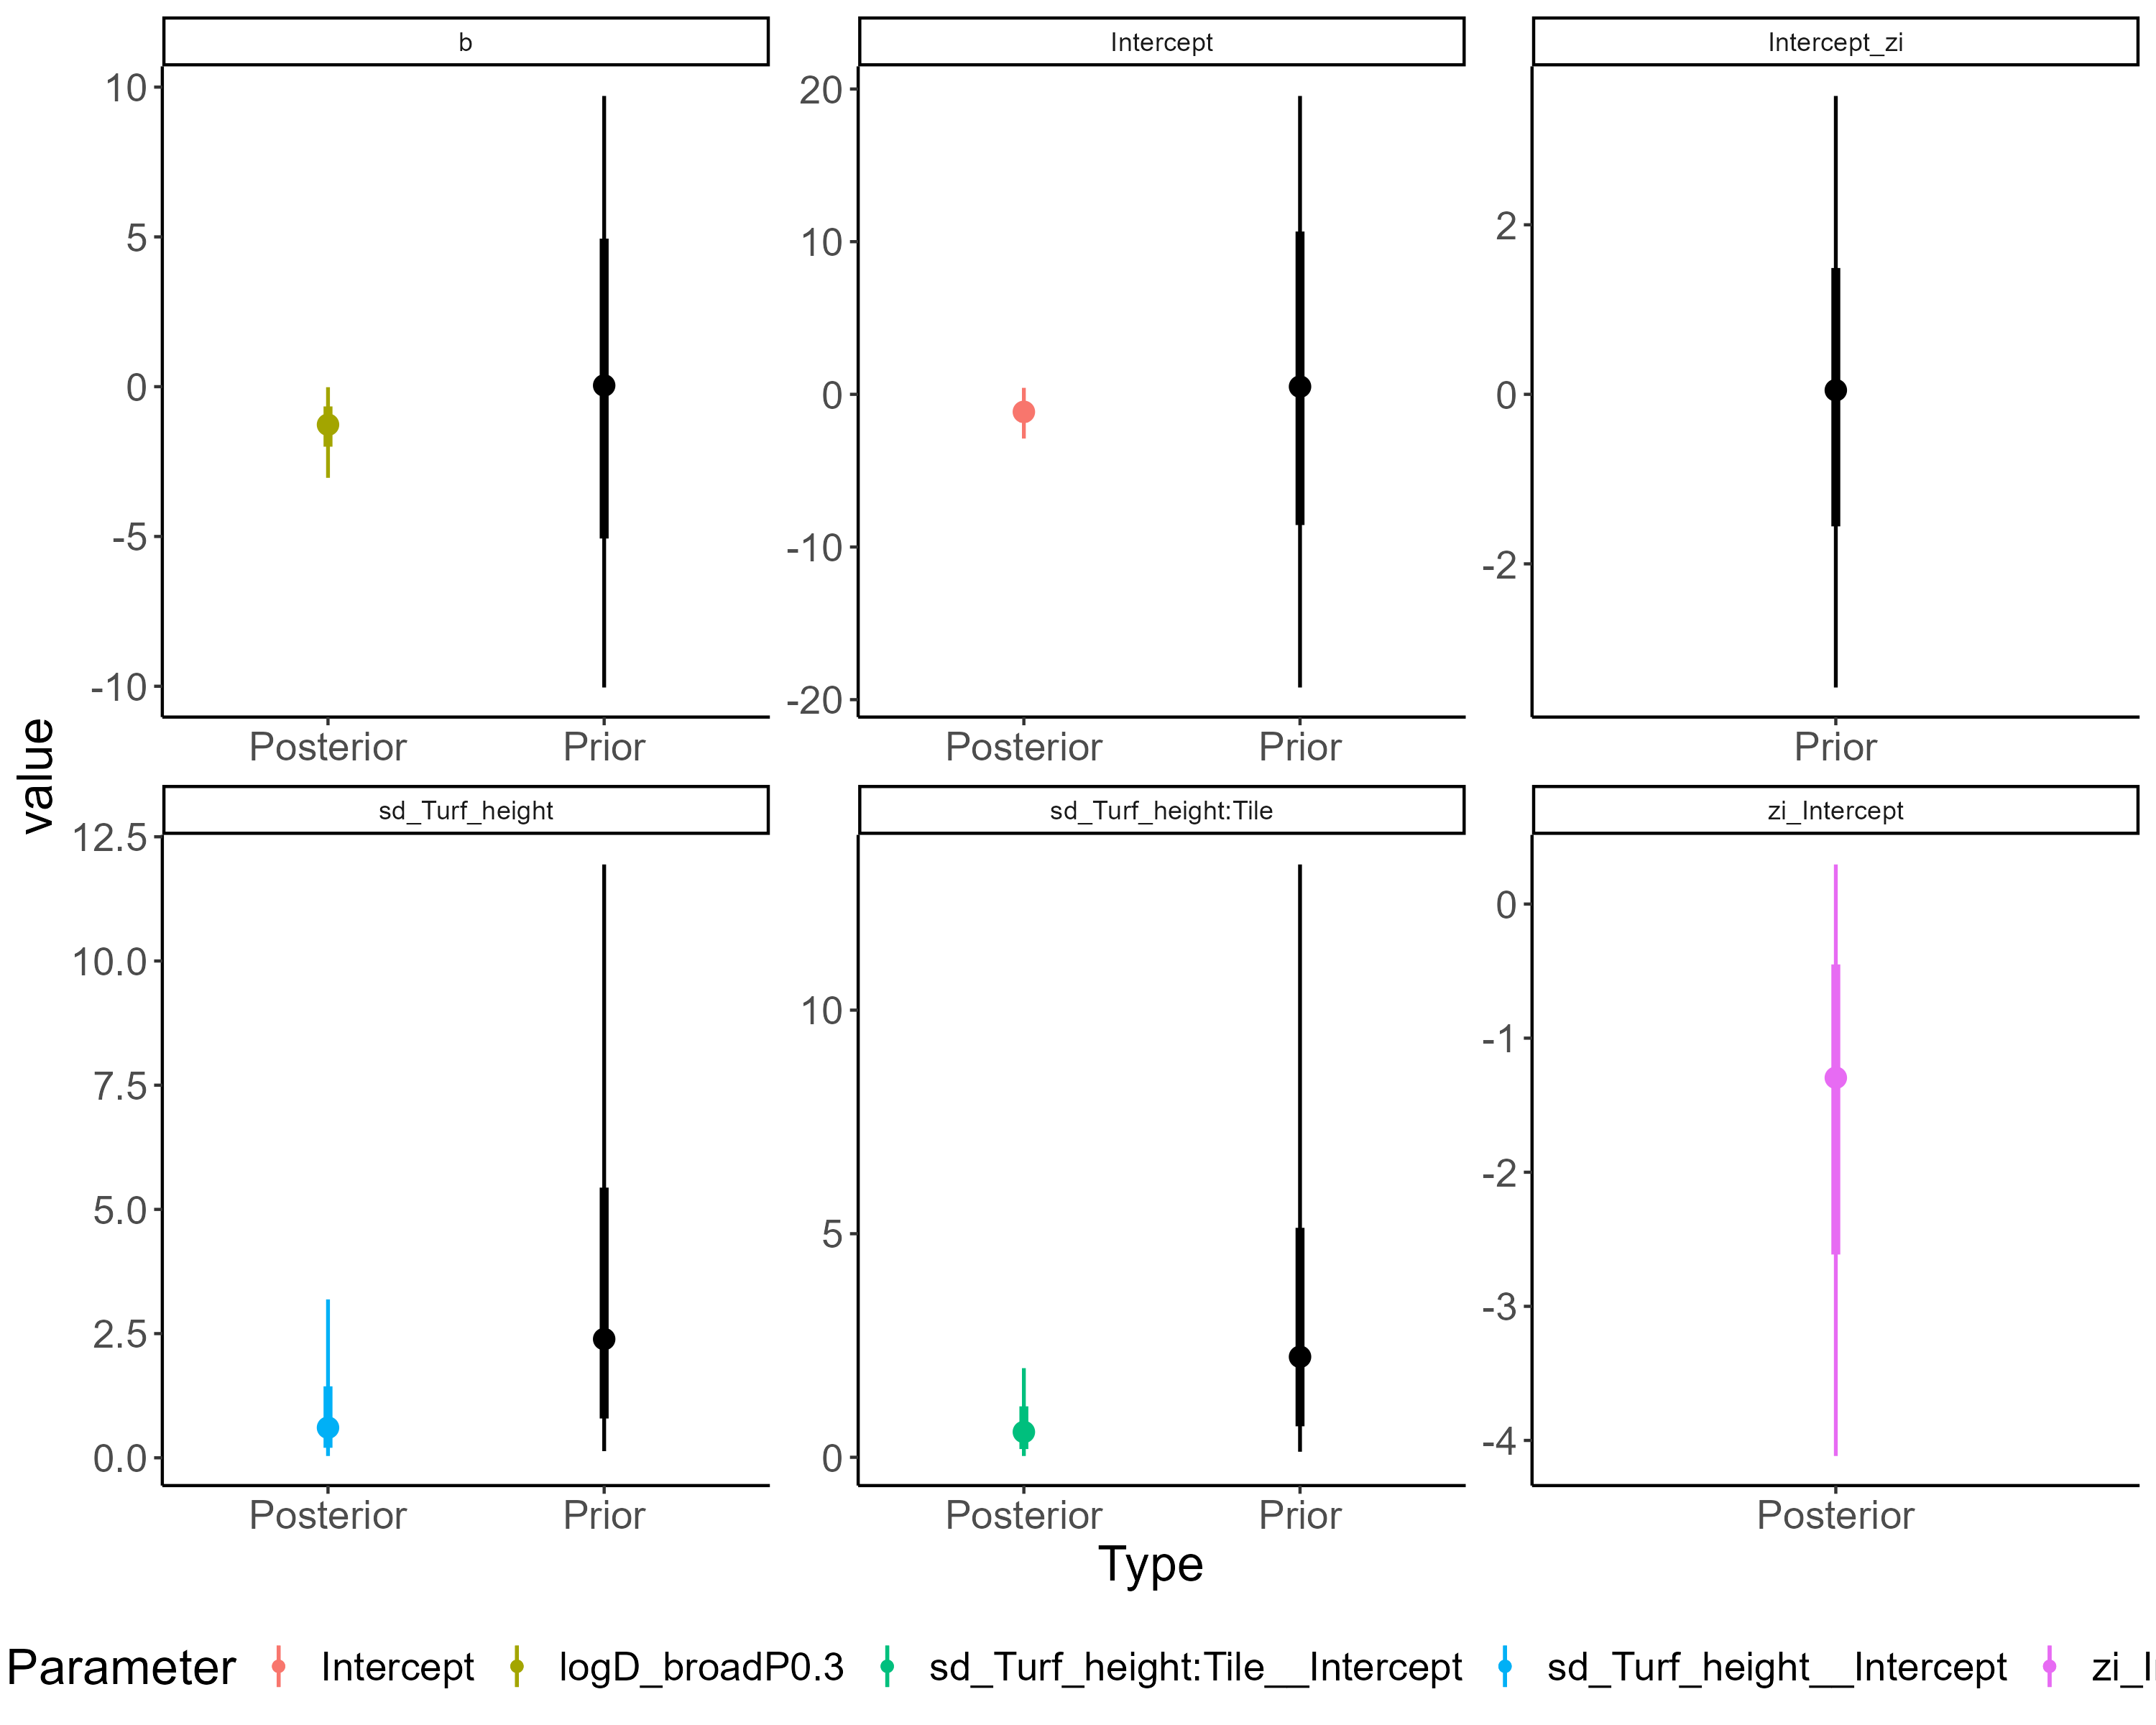 b
Intercept
Intercept_zi
10
5
0
-5
-10
20
10
0
-10
-20
2
0
-2
Posterior
Prior
Posterior
Prior
Prior
value
sd_Turf_height
sd_Turf_height:Tile
zi_Intercept
12.5
10.0
7.5
5.0
2.5
0.0
10
5
0
0
-1
-2
-3
-4
Posterior
Prior
Posterior
Prior
Posterior
Type
Parameter Intercept logD_broadP0.3 sd_Turf_height:Tile__Intercept sd_Turf_height__Intercept